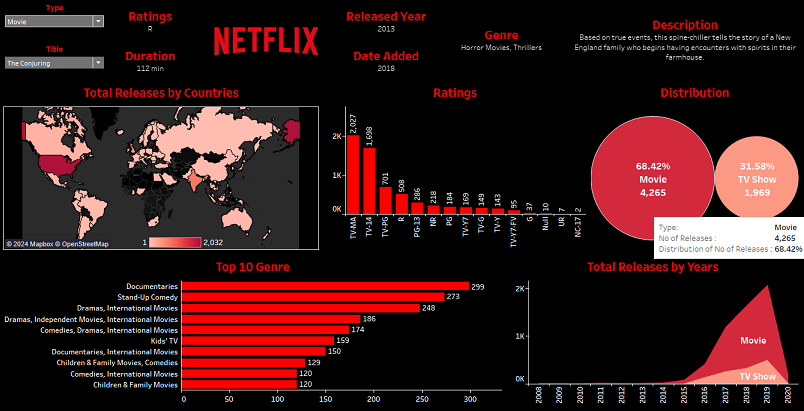 Type
Movie
Title
The Conjuring
Ratings
R
Duration
112 min
NETFLIX
Released Year
2013
Date Added
2018
Genre
Horror Movies, Thrillers
Description
Based on true events, this spine-chiller tells the story of a New
England family who begins having encounters with spirits in their
farmhouse.
Total Releases by Countries
© 2024 Mapbox © OpenStreetMap
1 2,032
Ratings
2K
1K
0K
2,027
1,698
701
508
286
218
184
169
149
143
95
37
10
7
2
TV-MA
TV-14
TV-PG
R
PG-13
NR
PG
TV-Y7
TV-G
TV-Y
TV-Y7-FV
G
Null
UR
NC-17
Distribution
68.42%
Movie
4,265
31.58%
TV Show
1,969
Type: Movie
No of Releases : 4,265
Distribution of No of Releases : 68.42%
Top 10 Genre
Documentaries 299
Stand-Up Comedy 273
Dramas, International Movies 248
Dramas, Independent Movies, International Movies 186
Comedies, Dramas, International Movies 174
Kids' TV 159
Documentaries, International Movies 150
Children & Family Movies, Comedies 129
Comedies, International Movies 120
Children & Family Movies 120
0 50 100 150 200 250 300
Total Releases by Years
2K
1K
0K
Movie
TV Show
2008
2009
2010
2011
2012
2013
2014
2015
2016
2017
2018
2019
2020